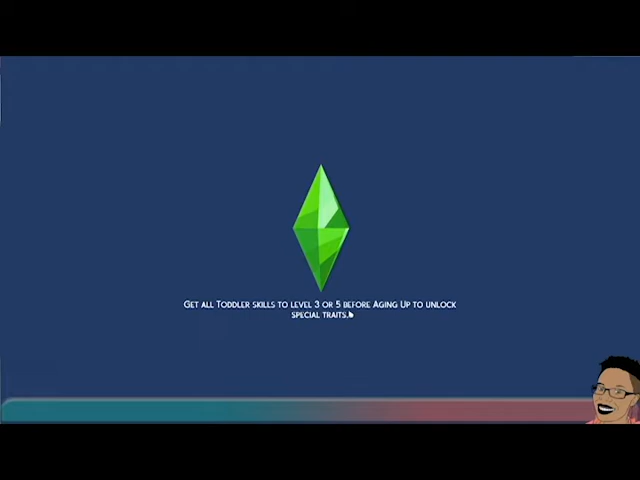 Get all Toddler skills to level 3 or 5 before Aging Up to unlock
special traits.